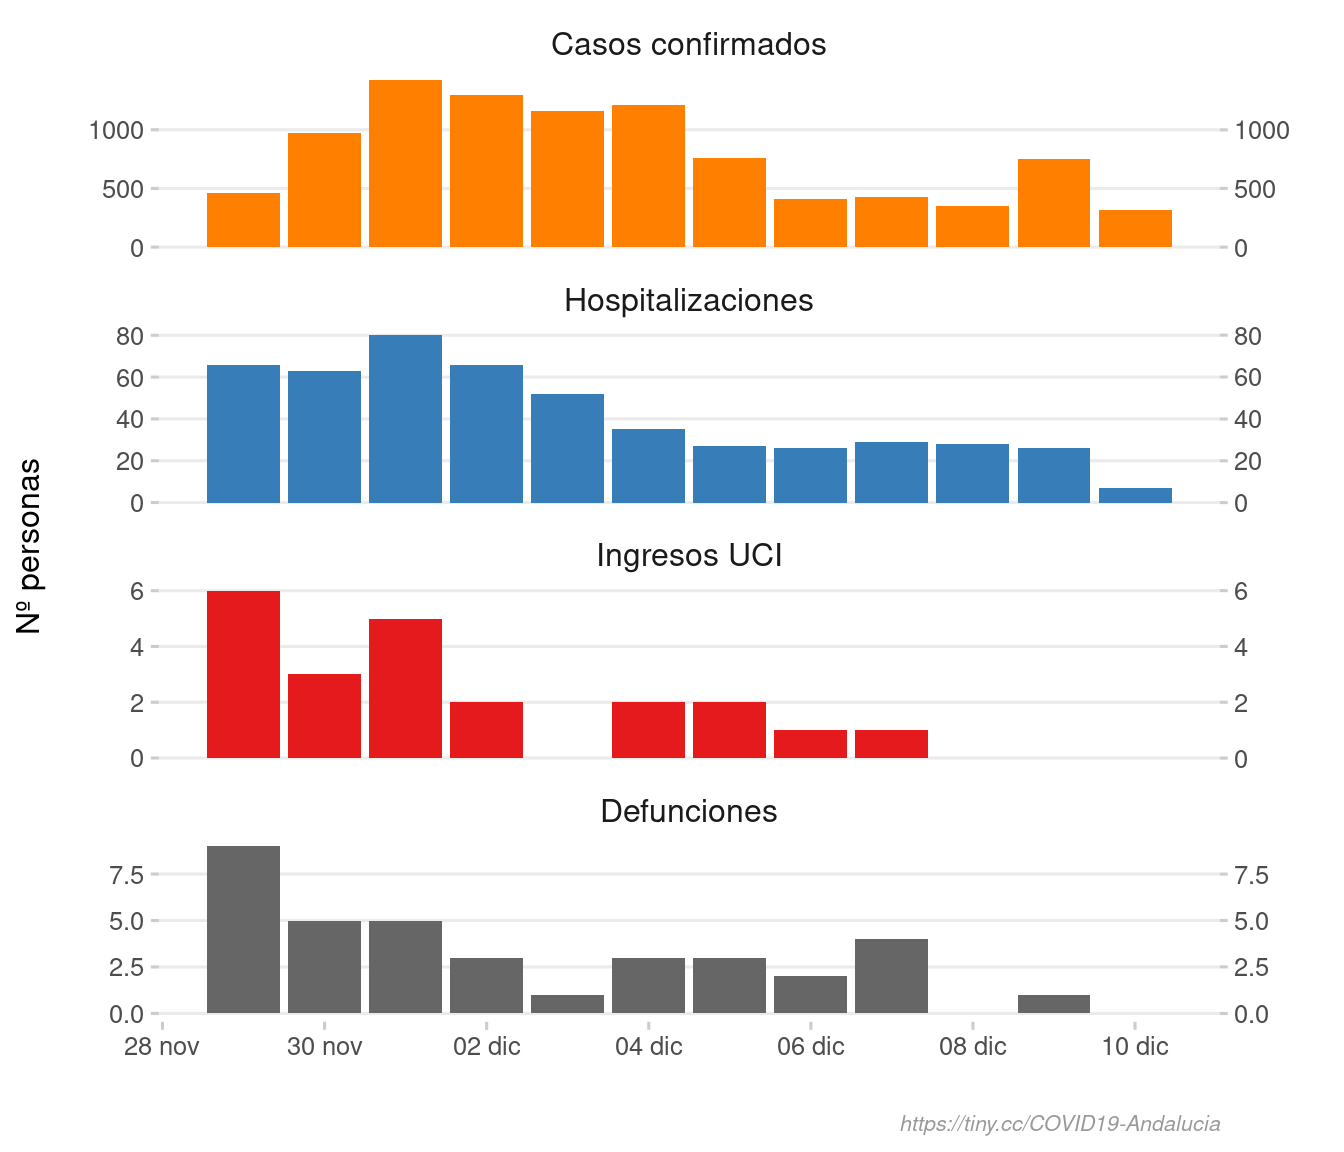 Casos confirmados
1000 1000
500 500
0 0
Hospitalizaciones
80 80
60 60
40 40
20 20
0 0
Nº personas
Ingresos UCI
6 6
4 4
2 2
0 0
Defunciones
7.5 7.5
5.0 5.0
2.5 2.5
0.0 0.0
28 nov 30 nov 02 dic 04 dic 06 dic 08 dic 10 dic
https://tiny.cc/COVID19-Andalucia